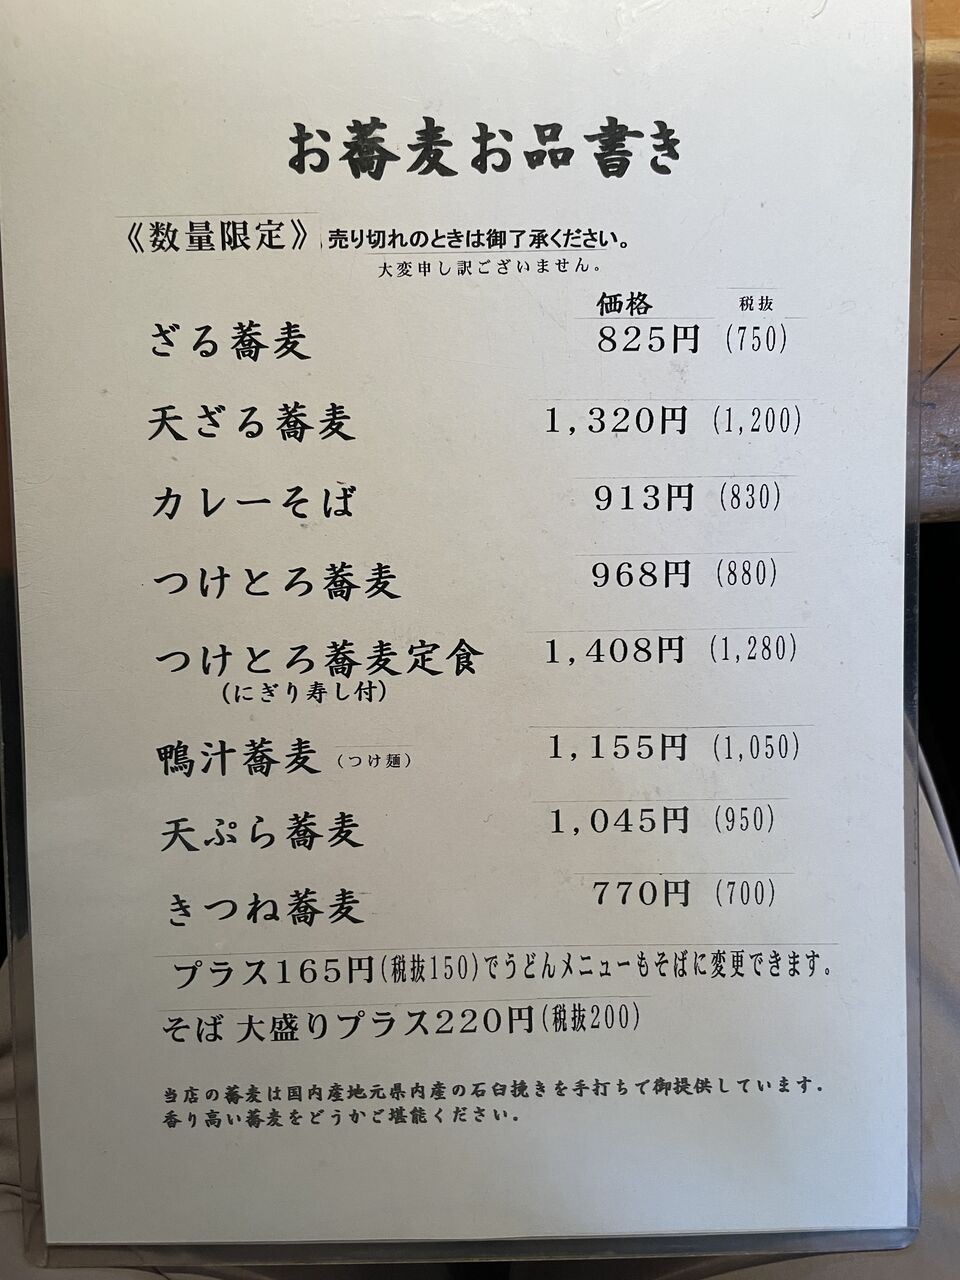 お蕎麦お品書き
《数量限定》 売り切れのときは御了承ください。
大変申し訳ございません。
価格 税抜
ざる蕎麦 825円 (750)
天ざる蕎麦 1,320円 (1,200)
カレーそば 913円 (830)
つけとろ蕎麦 968円 (880)
つけとろ蕎麦定食 1,408円 (1,280)
(にぎり寿し付)
鴨汁蕎麦 (つけ麺) 1,155円 (1,050)
天ぷら蕎麦 1,045円 (950)
きつね蕎麦 770円 (700)
プラス165円(税抜150)でうどんメニューもそばに変更できます。
そば 大盛りプラス220円(税抜200)
当店の蕎麦は国内産地元県内産の石臼挽きを手打ちで御提供しています.
香り高い蕎麦をどうかご堪能ください.